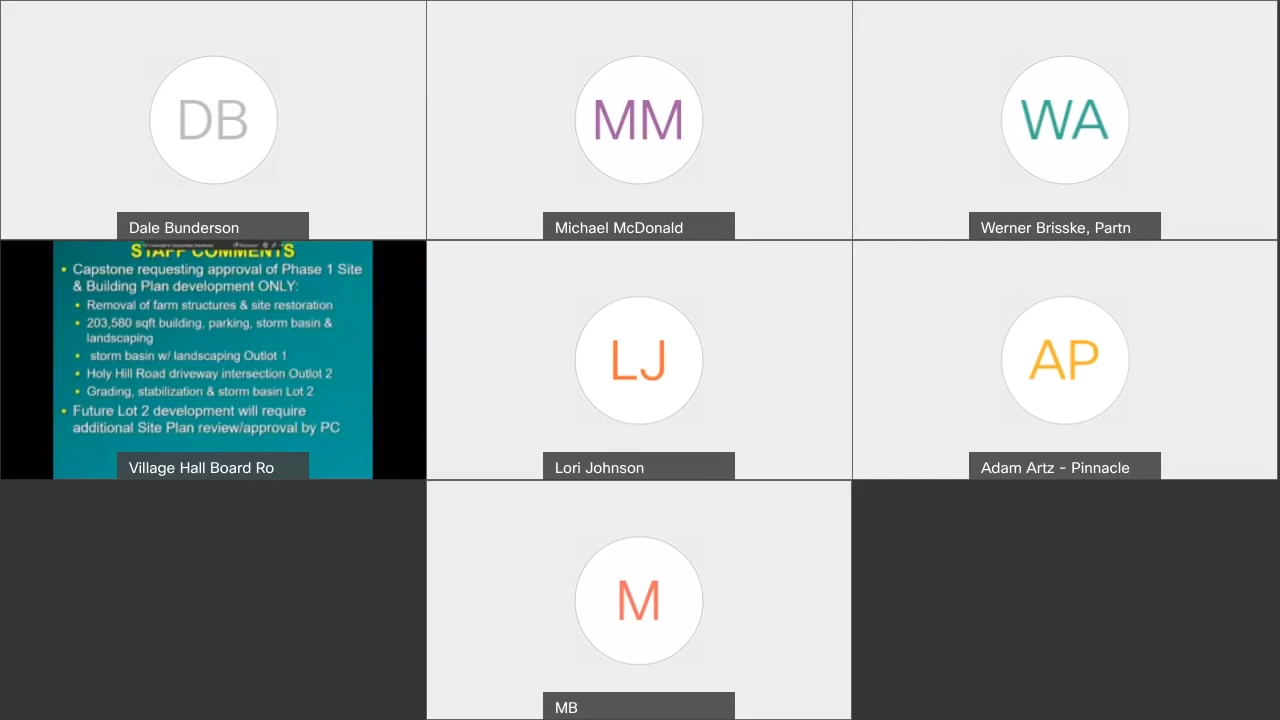 DB
MM
WA
Dale Bunderson
Michael McDonald
Werner Brisske, Partn
STAFF COMMENTS
• Capstone requesting approval of Phase 1 Site
& Building Plan development ONLY:
• Removal of farm structures & site restoration
• 203,580 sqft building, parking, storm basin &
landscaping
• storm basin w/ landscaping Outlot 1
• Holy Hill Road driveway intersection Outlot 2
• Grading, stabilization & storm basin Lot 2
• Future Lot 2 development will require
additional Site Plan review/approval by PC
LJ
AP
Village Hall Board Ro
Lori Johnson
Adam Artz - Pinnacle
M
MB